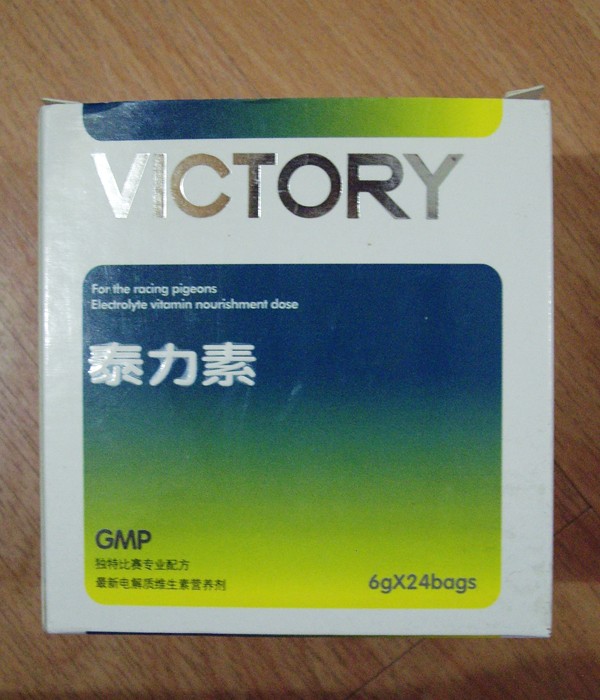 VICTORY
For the racing pigeons
Electrolyte vitamin nourishment dose
泰力素
GMP
独特比赛专业配方
最新电解质维生素营养剂
6gX24bags